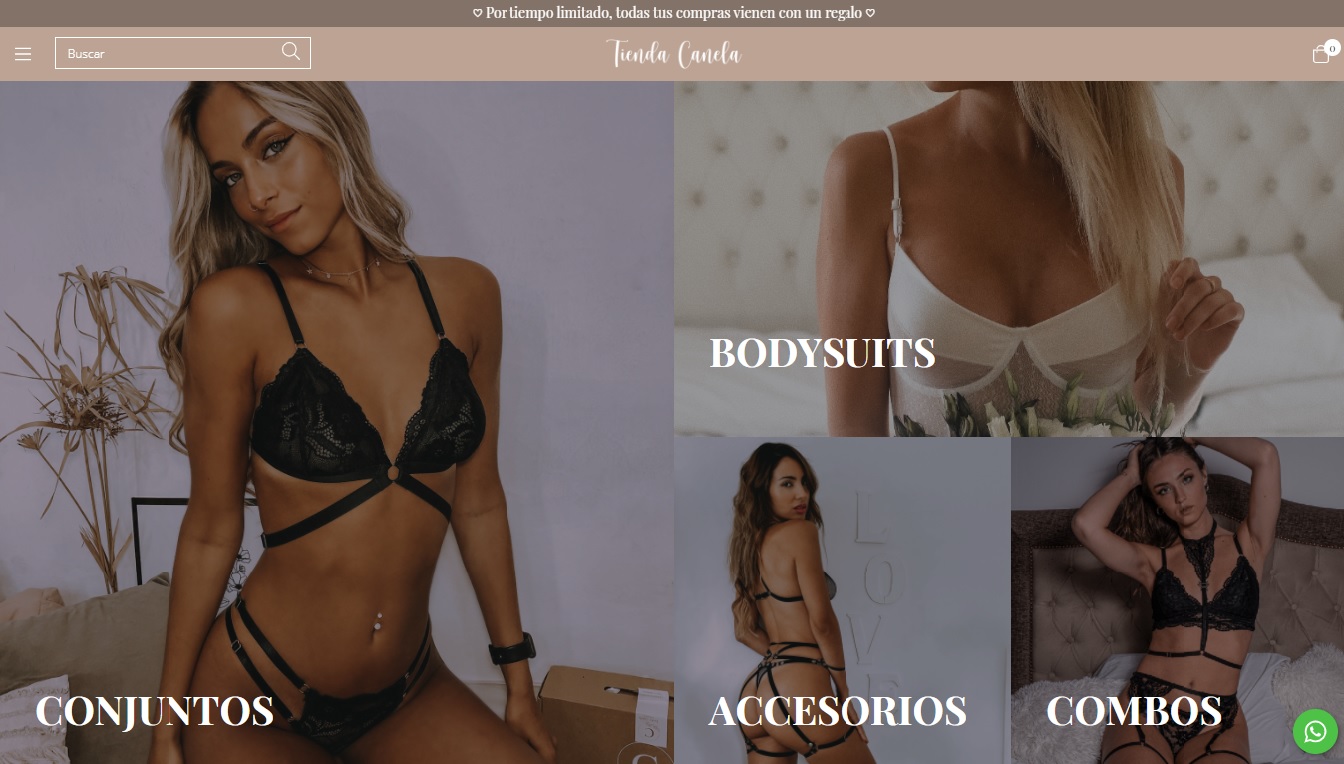 ♡ Por tiempo limitado, todas tus compras vienen con un regalo ♡
Buscar
Tienda Canela
0
BODYSUITS
LOVE
CONJUNTOS
ACCESORIOS
COMBOS